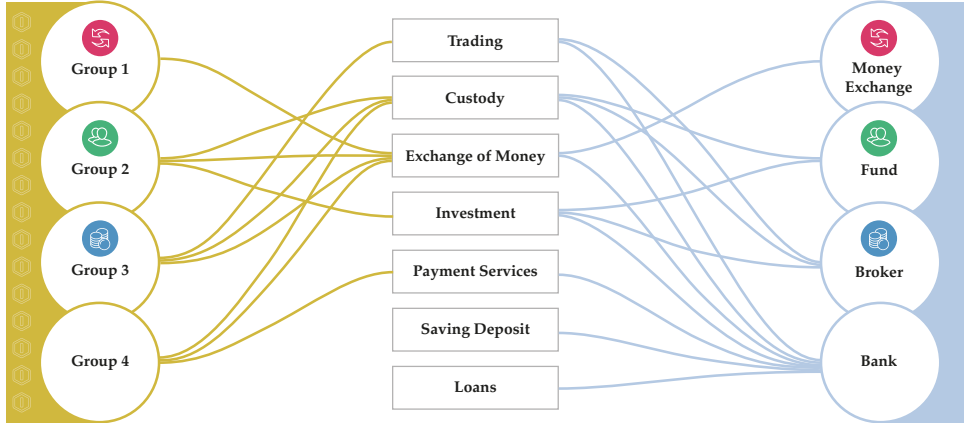 Group 1
Group 2
Group 3
Group 4
Trading
Custody
Exchange of Money
Investment
Payment Services
Saving Deposit
Loans
Money
Exchange
Fund
Broker
Bank